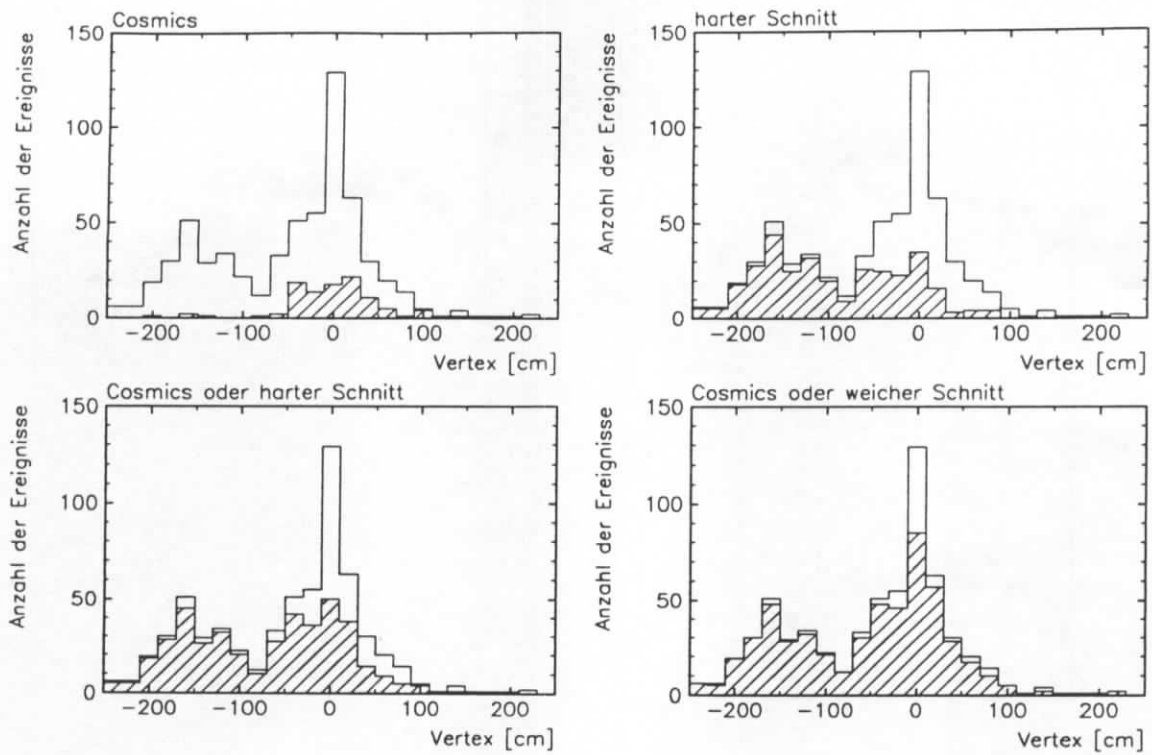 Cosmics
Anzahl der Ereignisse
150
100
50
0
−200 −100 0 100 200
Vertex [cm]
harter Schnitt
Anzahl der Ereignisse
150
100
50
0
−200 −100 0 100 200
Vertex [cm]
Cosmics oder harter Schnitt
Anzahl der Ereignisse
150
100
50
0
−200 −100 0 100 200
Vertex [cm]
Cosmics oder weicher Schnitt
Anzahl der Ereignisse
150
100
50
0
−200 −100 0 100 200
Vertex [cm]